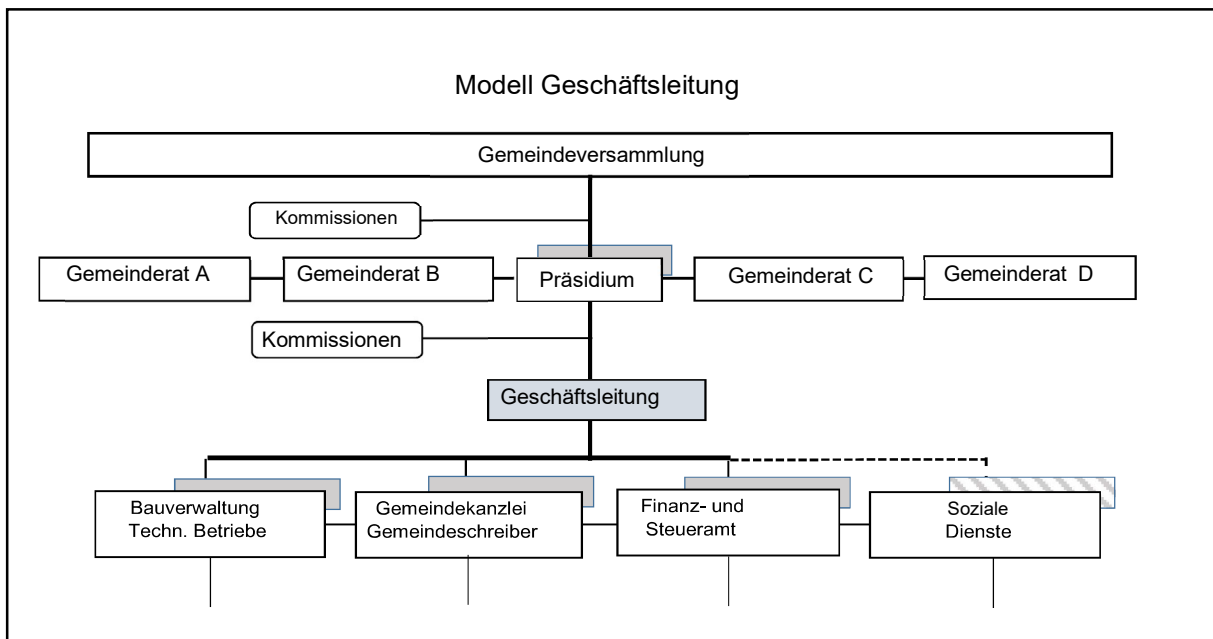 Modell Geschäftsleitung
Gemeindeversammlung
Kommissionen
Gemeinderat A
Gemeinderat B
Präsidium
Gemeinderat C
Gemeinderat D
Kommissionen
Geschäftsleitung
Bauverwaltung
Techn. Betriebe
Gemeindekanzlei
Gemeindeschreiber
Finanz- und
Steueramt
Soziale
Dienste